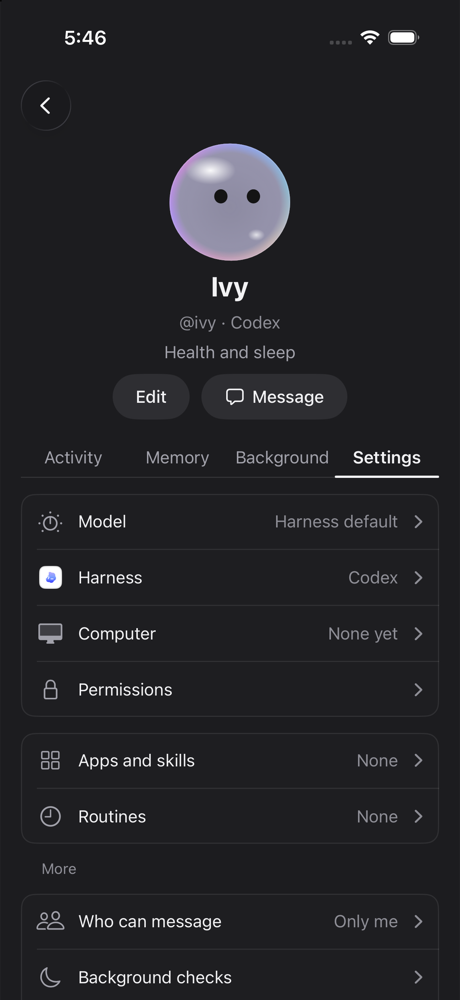 5:46
Ivy
@ivy · Codex
Health and sleep
Edit Message
Activity Memory Background Settings
Model Harness default
Harness Codex
Computer None yet
Permissions
Apps and skills None
Routines None
More
Who can message Only me
Background checks